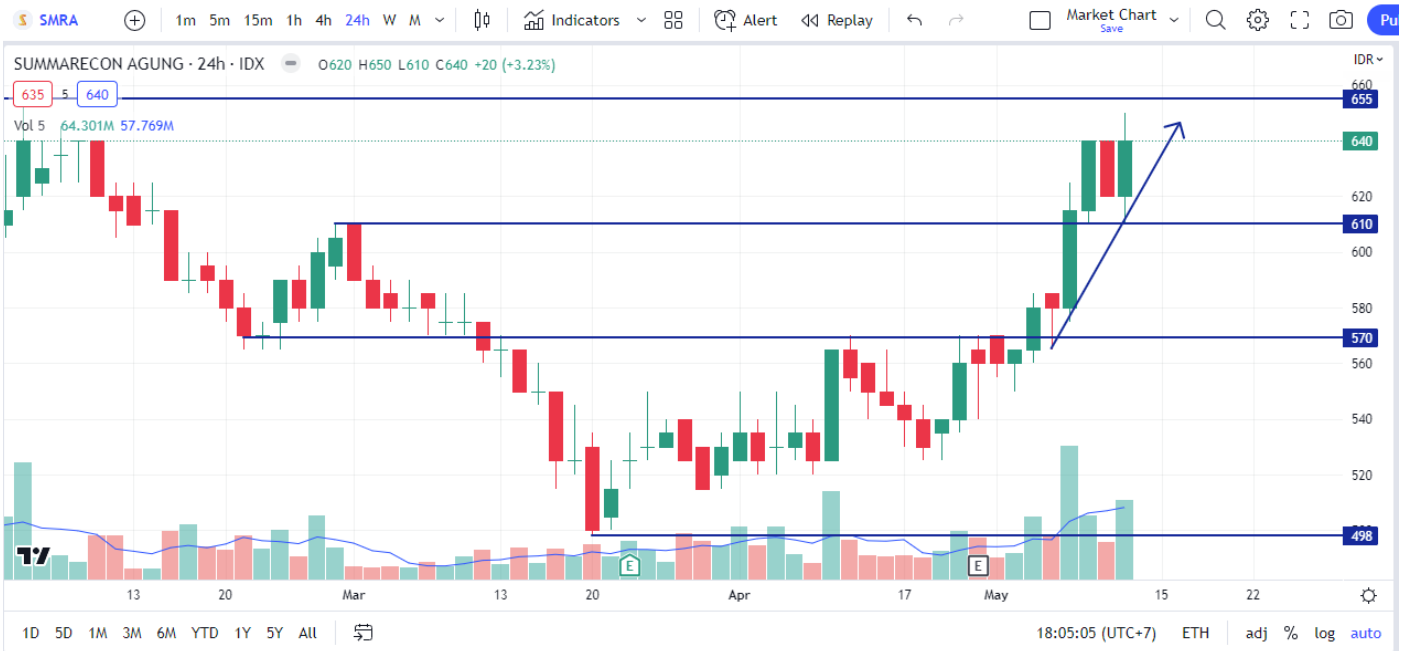 SMRA 1m 5m 15m 1h 4h 24h W M Indicators Alert Replay Market Chart Save Pu
SUMMARECON AGUNG · 24h · IDX O620 H650 L610 C640 +20 (+3.23%) IDR
635 5 640
Vol 5 64.301M 57.769M
660
655
640
620
610
600
580
570
560
540
520
498
E E
13 20 Mar 13 20 Apr 17 May 15 22
1D 5D 1M 3M 6M YTD 1Y 5Y All 18:05:05 (UTC+7) ETH adj % log auto